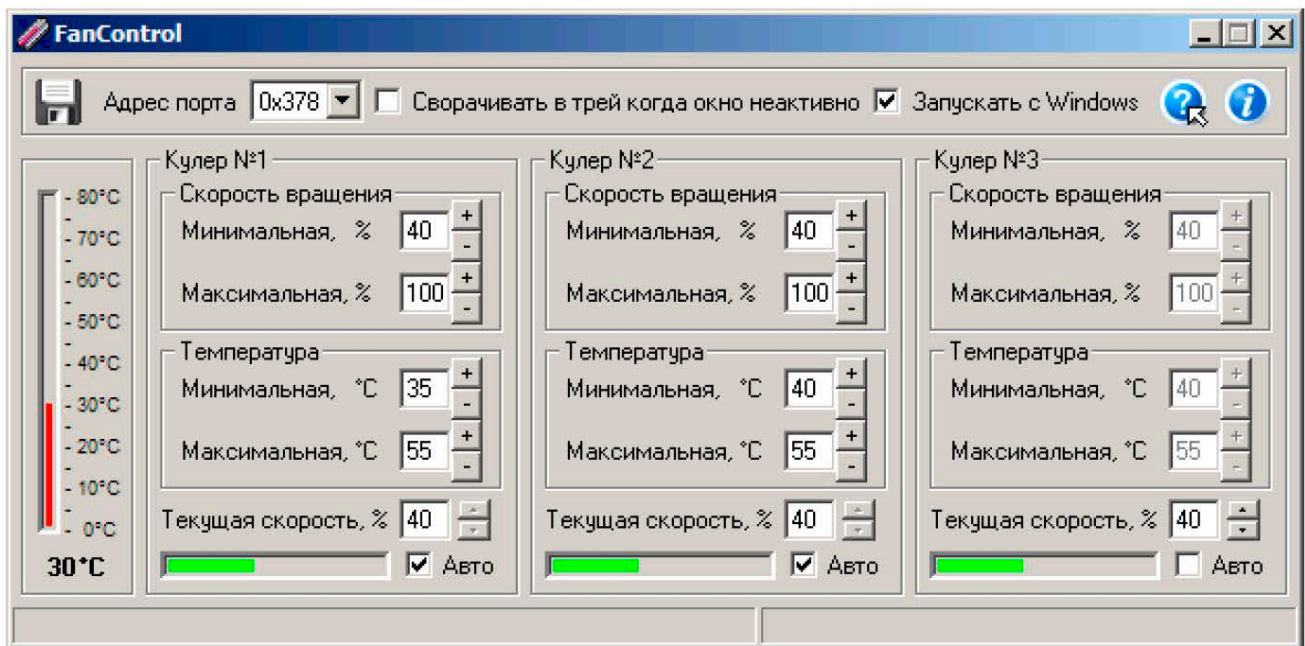 FanControl
Адрес порта 0x378 Сворачивать в трей когда окно неактивно Запускать с Windows
- 80°C
- 70°C
- 60°C
- 50°C
- 40°C
- 30°C
- 20°C
- 10°C
- 0°C
30°C
Кулер №1
Скорость вращения
Минимальная, % 40 + -
Максимальная, % 100 + -
Температура
Минимальная, °C 35 + -
Максимальная, °C 55 + -
Текущая скорость, % 40
Авто
Кулер №2
Скорость вращения
Минимальная, % 40 + -
Максимальная, % 100 + -
Температура
Минимальная, °C 40 + -
Максимальная, °C 55 + -
Текущая скорость, % 40
Авто
Кулер №3
Скорость вращения
Минимальная, % 40 + -
Максимальная, % 100 + -
Температура
Минимальная, °C 40 + -
Максимальная, °C 55 + -
Текущая скорость, % 40
Авто